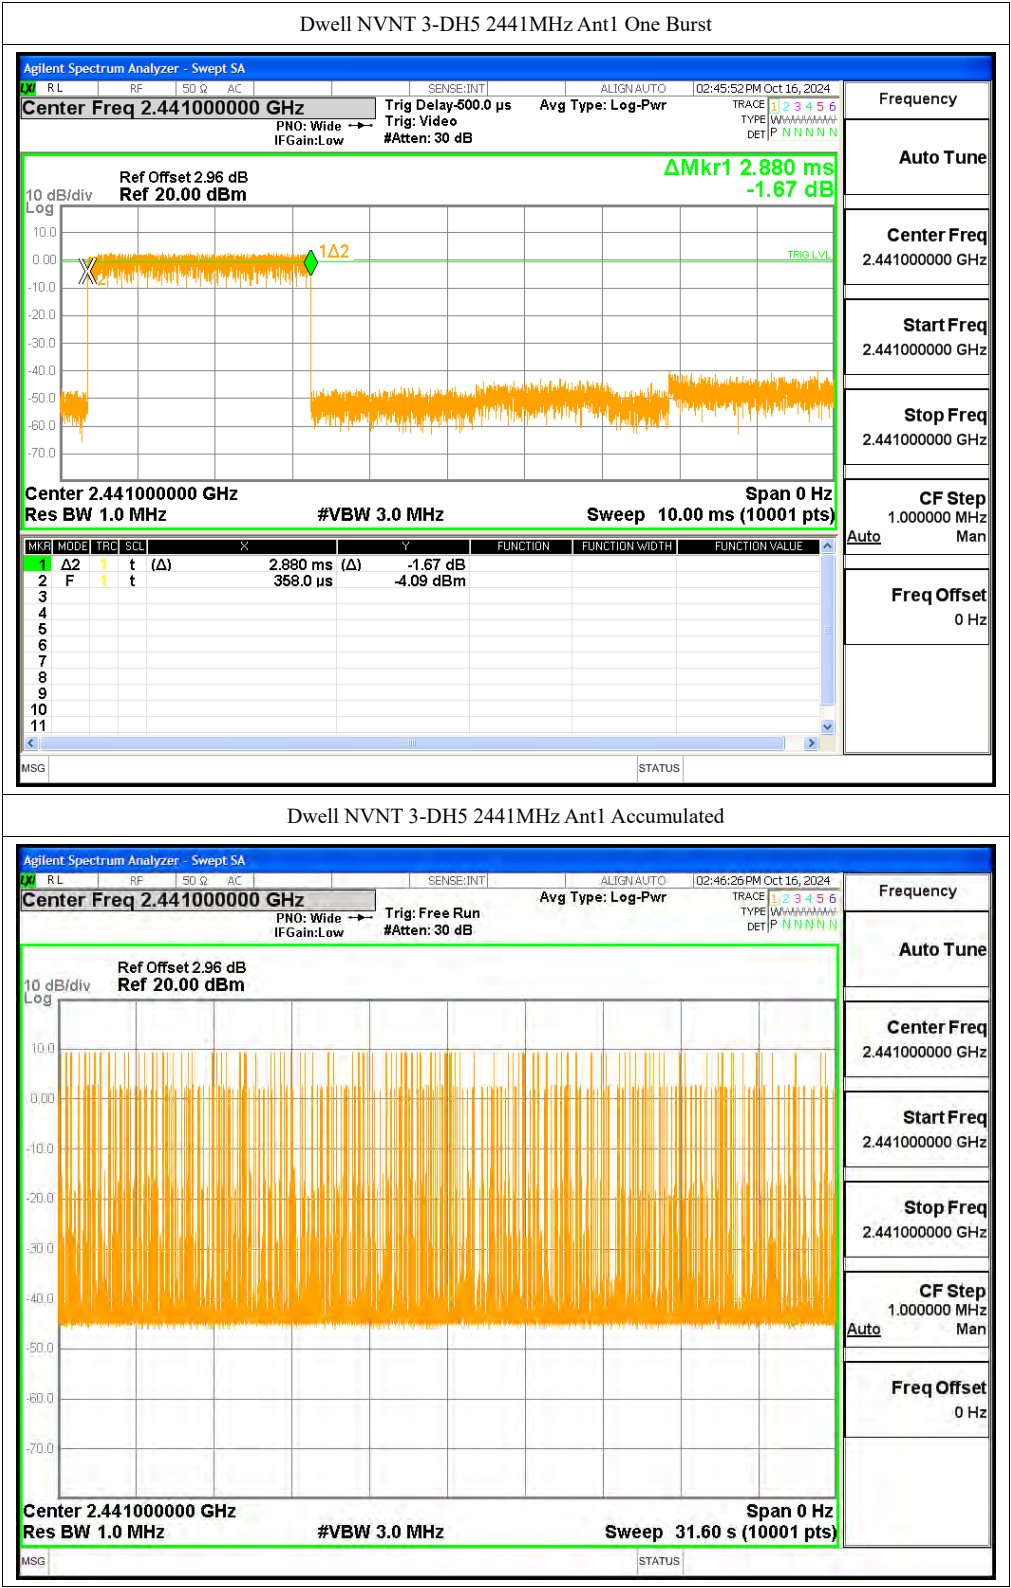 Dwell NVNT 3-DH5 2441MHz Ant1 One Burst
Agilent Spectrum Analyzer - Swept SA
LXI RL RF 50 Ω AC SENSE:INT ALIGN AUTO 02:45:52 PM Oct 16, 2024
Center Freq 2.441000000 GHz
PNO: Wide
IFGain:Low
Trig Delay-500.0 µs
Trig: Video
#Atten: 30 dB
Avg Type: Log-Pwr
TRACE 1 2 3 4 5 6
TYPE W
DET P N N N N N
ΔMkr1 2.880 ms
-1.67 dB
Ref Offset 2.96 dB
10 dB/div Ref 20.00 dBm
Log
10.0
0.00
-10.0
-20.0
-30.0
-40.0
-50.0
-60.0
-70.0
1Δ2
2
TRIG LVL
Center 2.441000000 GHz Span 0 Hz
Res BW 1.0 MHz #VBW 3.0 MHz Sweep 10.00 ms (10001 pts)
MKR MODE TRC SCL X Y FUNCTION FUNCTION WIDTH FUNCTION VALUE
1 Δ2 1 t (Δ) 2.880 ms (Δ) -1.67 dB
2 F 1 t 358.0 µs -4.09 dBm
3
4
5
6
7
8
9
10
11
MSG STATUS
Frequency
Auto Tune
Center Freq
2.441000000 GHz
Start Freq
2.441000000 GHz
Stop Freq
2.441000000 GHz
CF Step
1.000000 MHz
Auto Man
Freq Offset
0 Hz
Dwell NVNT 3-DH5 2441MHz Ant1 Accumulated
Agilent Spectrum Analyzer - Swept SA
LXI RL RF 50 Ω AC SENSE:INT ALIGN AUTO 02:46:26 PM Oct 16, 2024
Center Freq 2.441000000 GHz
PNO: Wide
IFGain:Low
Trig: Free Run
#Atten: 30 dB
Avg Type: Log-Pwr
TRACE 1 2 3 4 5 6
TYPE W
DET P N N N N N
Ref Offset 2.96 dB
10 dB/div Ref 20.00 dBm
Log
10.0
0.00
-10.0
-20.0
-30.0
-40.0
-50.0
-60.0
-70.0
Center 2.441000000 GHz Span 0 Hz
Res BW 1.0 MHz #VBW 3.0 MHz Sweep 31.60 s (10001 pts)
MSG STATUS
Frequency
Auto Tune
Center Freq
2.441000000 GHz
Start Freq
2.441000000 GHz
Stop Freq
2.441000000 GHz
CF Step
1.000000 MHz
Auto Man
Freq Offset
0 Hz